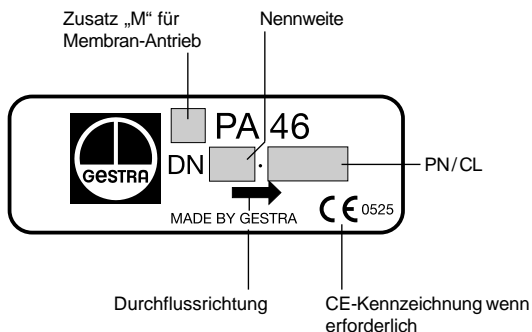 Zusatz „M“ für
Membran-Antrieb
Nennweite
PA 46
GESTRA
DN
PN/CL
MADE BY GESTRA
CE 0525
Durchflussrichtung
CE-Kennzeichnung wenn
erforderlich